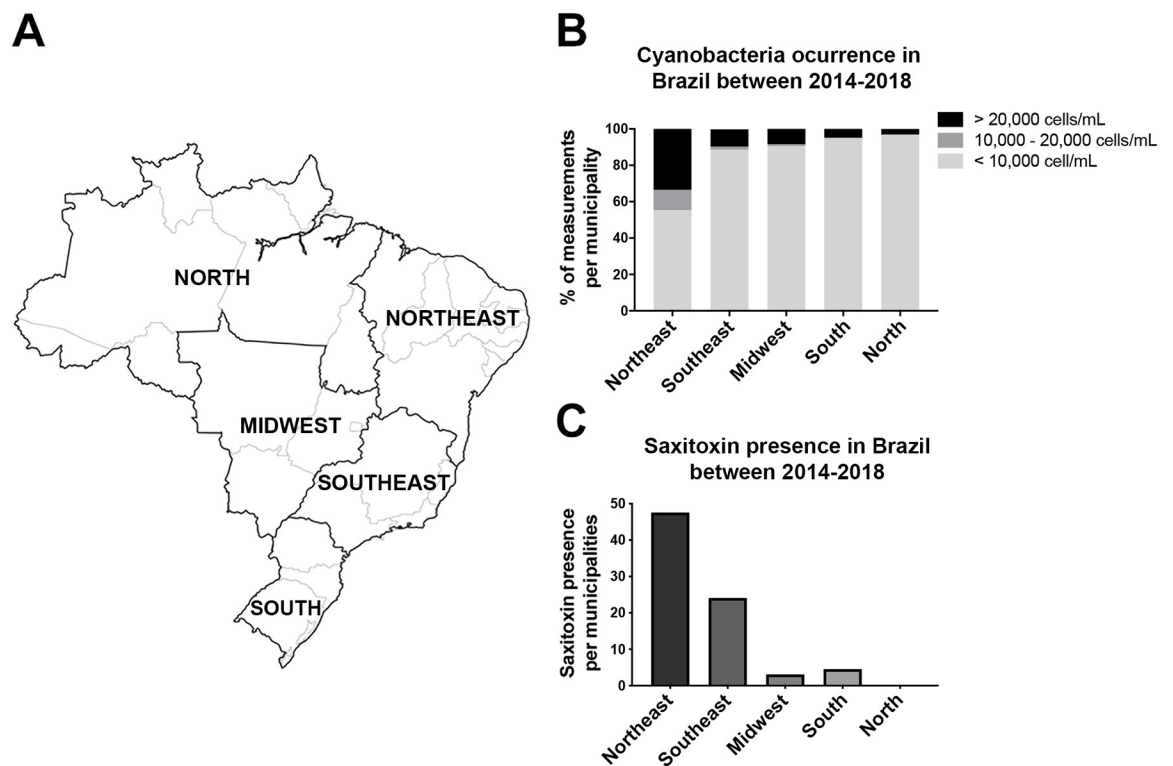 A
NORTH
NORTHEAST
MIDWEST
SOUTHEAST
SOUTH
B
Cyanobacteria ocurrence in
Brazil between 2014-2018
> 20,000 cells/mL
10,000 - 20,000 cells/mL
< 10,000 cell/mL
% of measurements
per municipality
100
80
60
40
20
0
Northeast
Southeast
Midwest
South
North
C
Saxitoxin presence in Brazil
between 2014-2018
Saxitoxin presence
per municipalities
50
40
30
20
10
0
Northeast
Southeast
Midwest
South
North